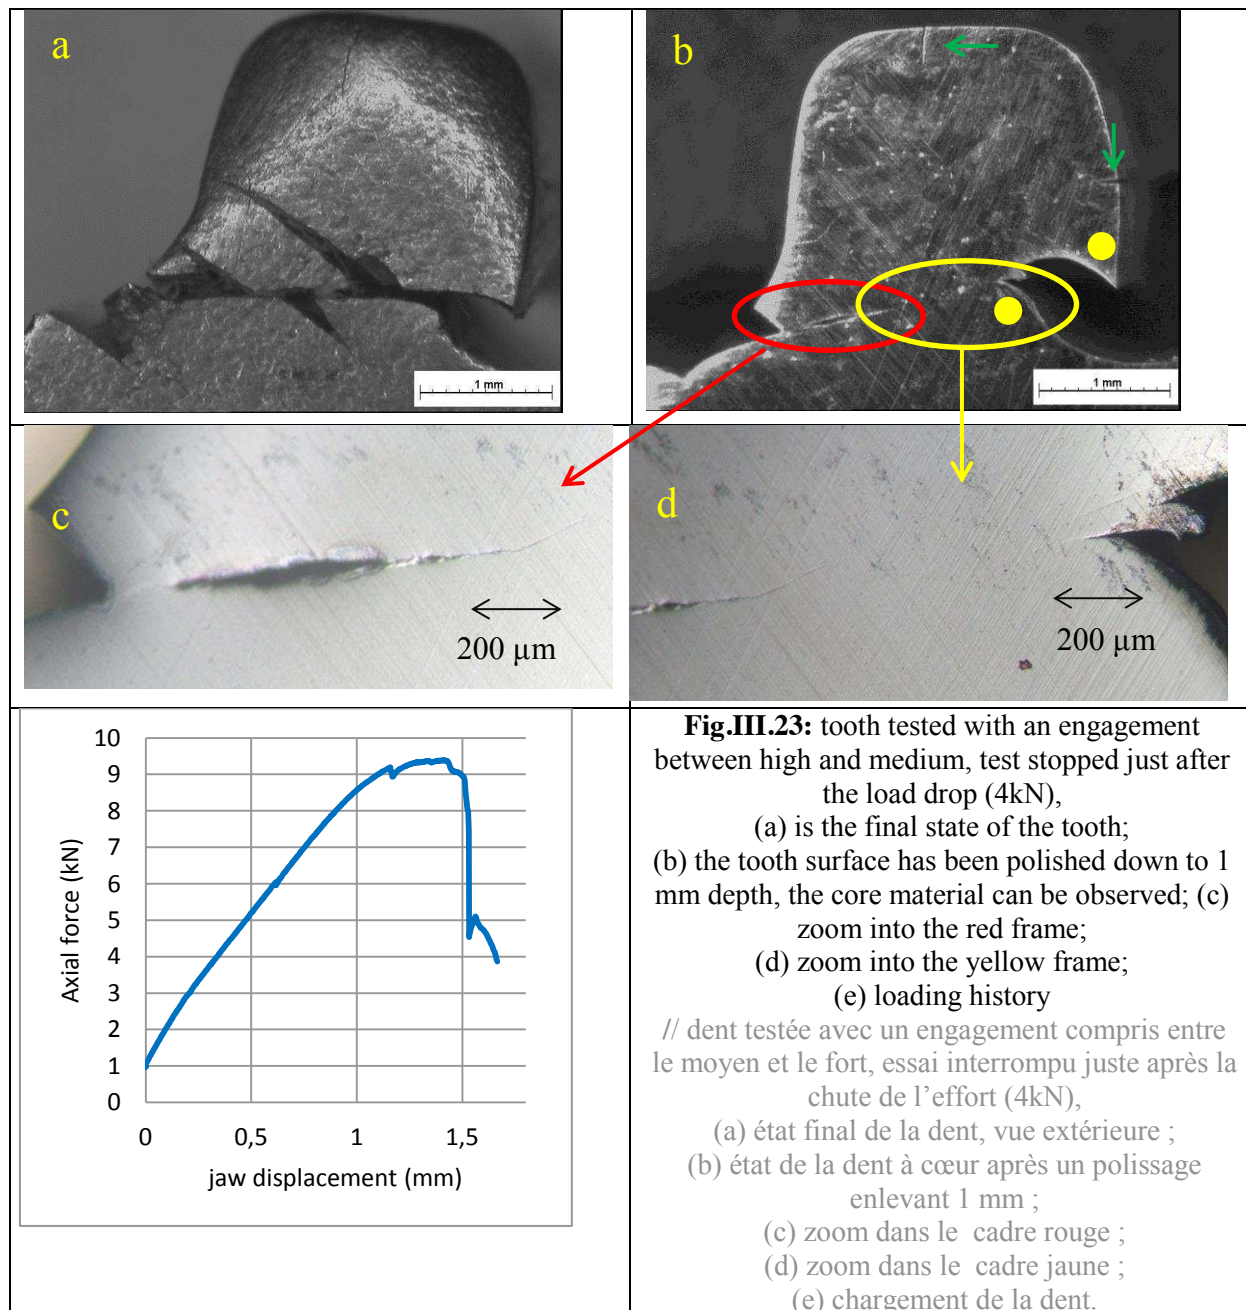 a
1 mm
b
1 mm
c
200 µm
d
200 µm
10
9
8
7
6
5
4
3
2
1
0
Axial force (kN)
0 0,5 1 1,5
jaw displacement (mm)
Fig.III.23: tooth tested with an engagement
between high and medium, test stopped just after
the load drop (4kN),
(a) is the final state of the tooth;
(b) the tooth surface has been polished down to 1
mm depth, the core material can be observed; (c)
zoom into the red frame;
(d) zoom into the yellow frame;
(e) loading history
// dent testée avec un engagement compris entre
le moyen et le fort, essai interrompu juste après la
chute de l’effort (4kN),
(a) état final de la dent, vue extérieure ;
(b) état de la dent à cœur après un polissage
enlevant 1 mm ;
(c) zoom dans le cadre rouge ;
(d) zoom dans le cadre jaune ;
(e) chargement de la dent.